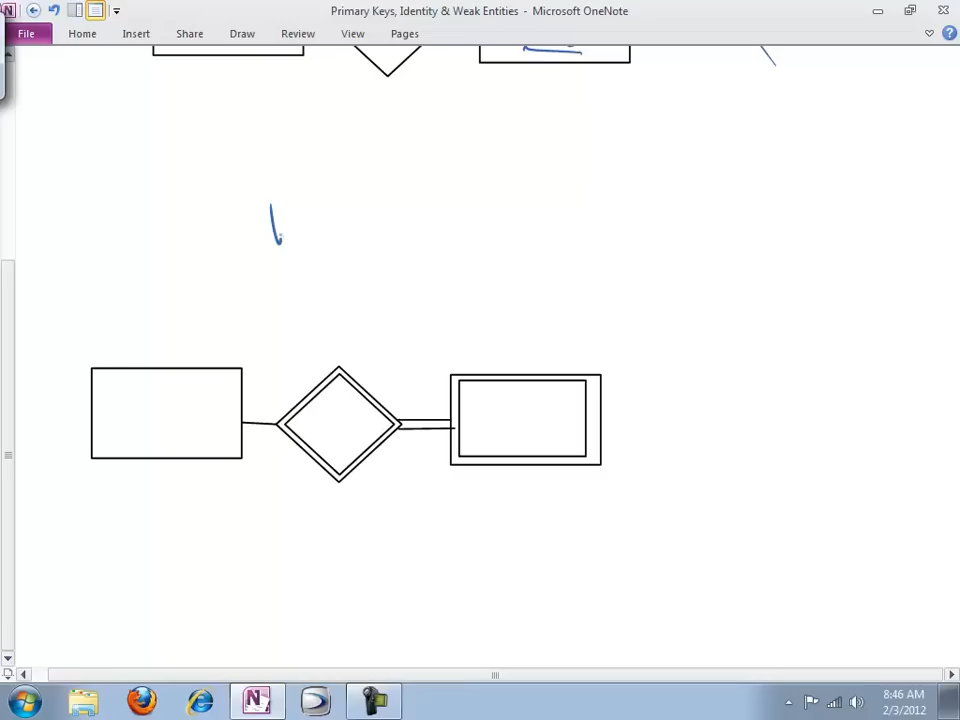 Primary Keys, Identity & Weak Entities - Microsoft OneNote
File Home Insert Share Draw Review View Pages
8:46 AM
2/3/2012